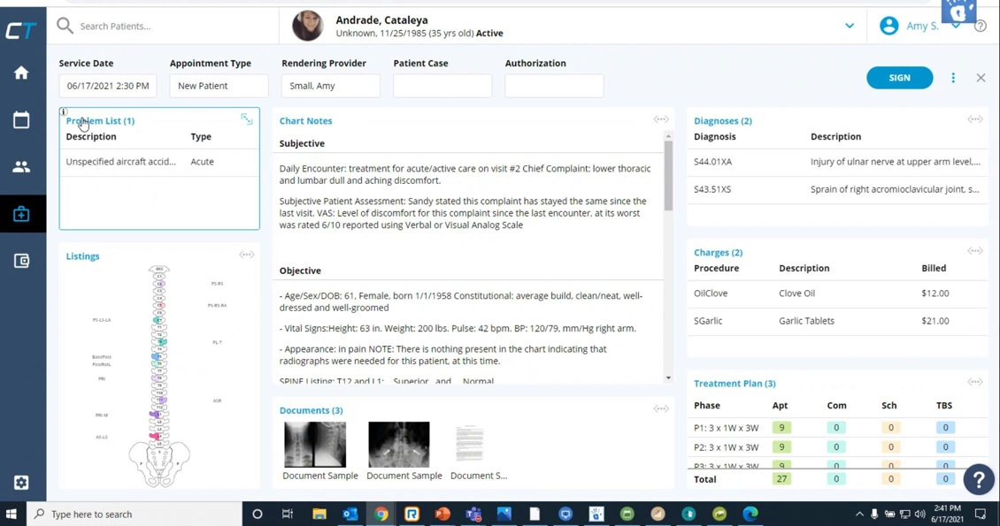 CT
Search Patients...
Andrade, Cataleya
Unknown, 11/25/1985 (35 yrs old) Active
Amy S.
Service Date
06/17/2021 2:30 PM
Appointment Type
New Patient
Rendering Provider
Small, Amy
Patient Case
Authorization
SIGN
Problem List (1)
Description Type
Unspecified aircraft accid... Acute
Listings
PS-RS
PS-RS-RA
PS-LS-LA
PL-T
PRI
PRI-M
AS-LS
Chart Notes
Subjective
Daily Encounter: treatment for acute/active care on visit #2 Chief Complaint: lower thoracic
and lumbar dull and aching discomfort.
Subjective Patient Assessment: Sandy stated this complaint has stayed the same since the
last visit. VAS: Level of discomfort for this complaint since the last encounter, at its worst
was rated 6/10 reported using Verbal or Visual Analog Scale
Objective
- Age/Sex/DOB: 61, Female, born 1/1/1958 Constitutional: average build, clean/neat, well-
dressed and well-groomed
- Vital Signs:Height: 63 in. Weight: 200 lbs. Pulse: 42 bpm. BP: 120/79, mm/Hg right arm.
- Appearance: in pain NOTE: There is nothing present in the chart indicating that
radiographs were needed for this patient, at this time.
SPINE Listing: T12 and L1: Superior and Normal
Documents (3)
Document Sample Document Sample Document S...
Diagnoses (2)
Diagnosis Description
S44.01XA Injury of ulnar nerve at upper arm level,...
S43.51XS Sprain of right acromioclavicular joint, s...
Charges (2)
Procedure Description Billed
OilClove Clove Oil $12.00
SGarlic Garlic Tablets $21.00
Treatment Plan (3)
Phase Apt Com Sch TBS
P1: 3 x 1W x 3W 9 0 0 0
P2: 3 x 1W x 3W 9 0 0 0
P3: 3 x 1W x 3W 9 0 0 0
Total 27 0 0 0
?
Type here to search
2:41 PM
6/17/2021